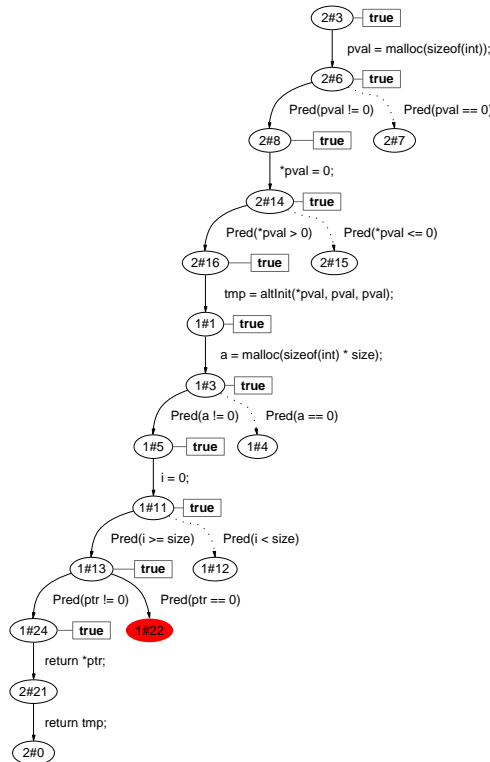 2#3 true
pval = malloc(sizeof(int));
2#6 true
Pred(pval != 0) Pred(pval == 0)
2#8 true 2#7
*pval = 0;
2#14 true
Pred(*pval > 0) Pred(*pval <= 0)
2#16 true 2#15
tmp = altInit(*pval, pval, pval);
1#1 true
a = malloc(sizeof(int) * size);
1#3 true
Pred(a != 0) Pred(a == 0)
1#5 true 1#4
i = 0;
1#11 true
Pred(i >= size) Pred(i < size)
1#13 true 1#12
Pred(ptr != 0) Pred(ptr == 0)
1#24 true 1#22
return *ptr;
2#21
return tmp;
2#0